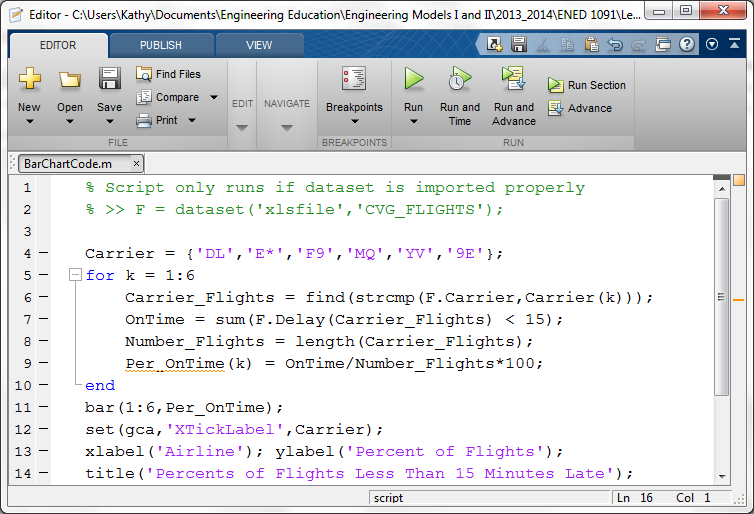 Editor - C:\Users\Kathy\Documents\Engineering Education\Engineering Models I and II\2013_2014\ENED 1091\Le...
EDITOR PUBLISH VIEW
New Open Save Find Files Compare Print
FILE
EDIT
NAVIGATE
Breakpoints
BREAKPOINTS
Run Run and Time Run and Advance Run Section Advance
RUN
BarChartCode.m
1 % Script only runs if dataset is imported properly
2 % >> F = dataset('xlsfile','CVG_FLIGHTS');
3
4 Carrier = {'DL','E*','F9','MQ','YV','9E'};
5 for k = 1:6
6 Carrier_Flights = find(strcmp(F.Carrier,Carrier(k)));
7 OnTime = sum(F.Delay(Carrier_Flights) < 15);
8 Number_Flights = length(Carrier_Flights);
9 Per_OnTime(k) = OnTime/Number_Flights*100;
10 end
11 bar(1:6,Per_OnTime);
12 set(gca,'XTickLabel',Carrier);
13 xlabel('Airline'); ylabel('Percent of Flights');
14 title('Percents of Flights Less Than 15 Minutes Late');
script Ln 16 Col 1